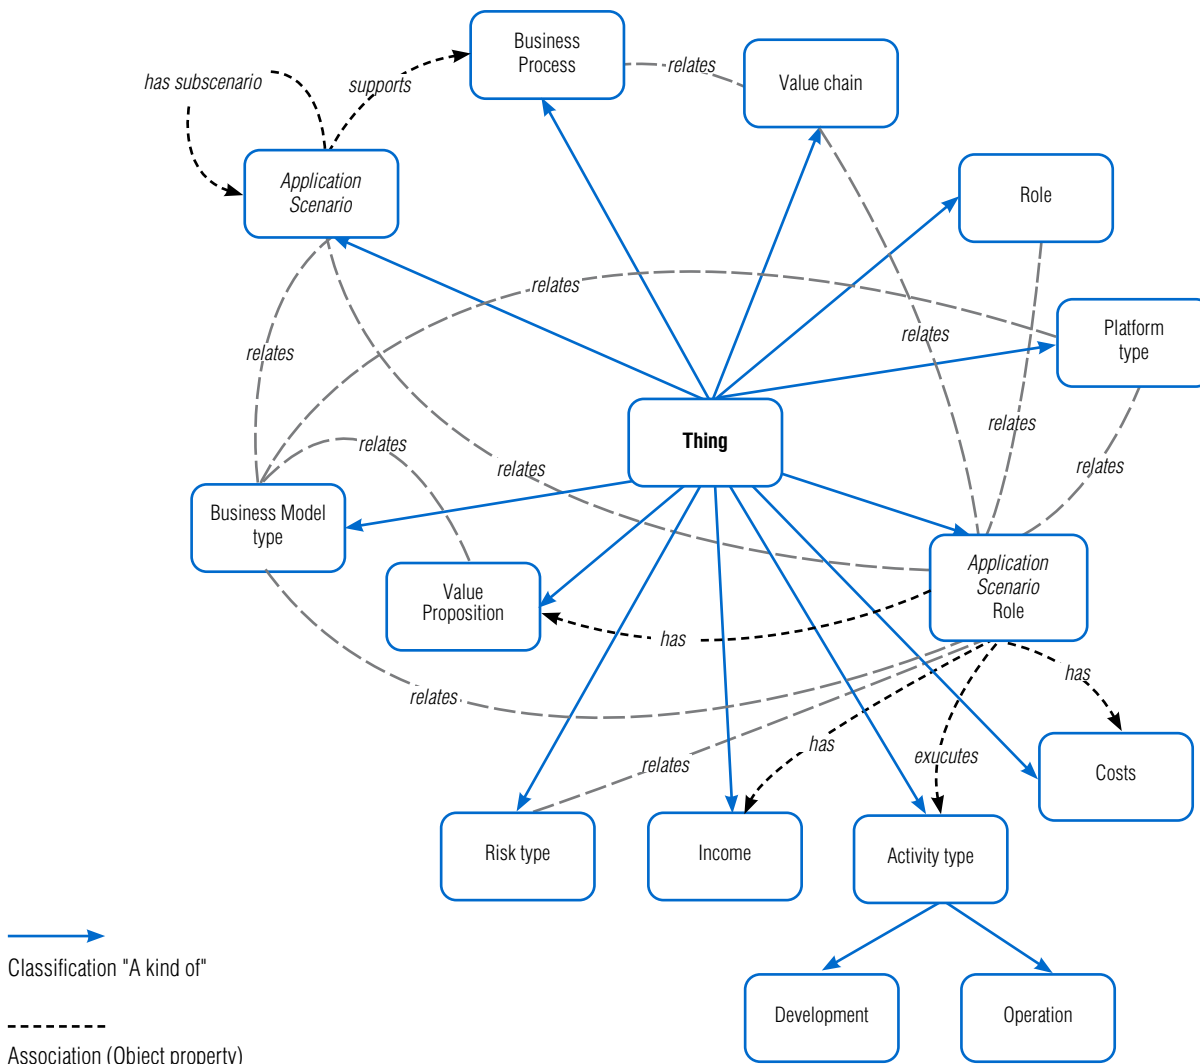 Business
Process
relates
Value chain
has subscenario
supports
Application
Scenario
Role
relates
relates
Platform
type
relates
relates
Thing
relates
relates
relates
Business Model
type
Value
Proposition
Application
Scenario
Role
has
relates
has
relates
has
exucutes
Costs
Risk type
Income
Activity type
Classification "A kind of"
Development
Operation
Association (Object property)